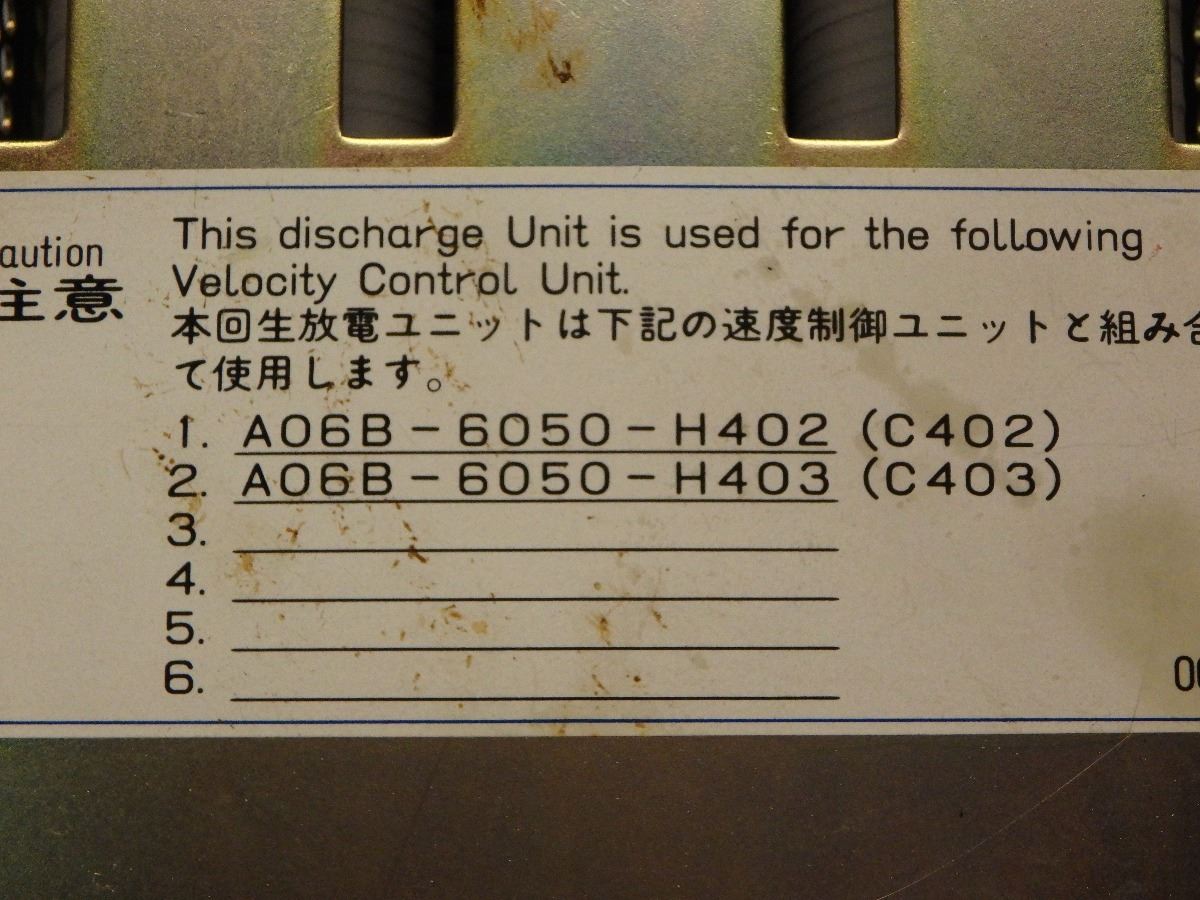 aution
注意
This discharge Unit is used for the following
Velocity Control Unit.
本回生放電ユニットは下記の速度制御ユニットと組み合
て使用します。
1. A06B-6050-H402 (C402)
2. A06B-6050-H403 (C403)
3.
4.
5.
6.